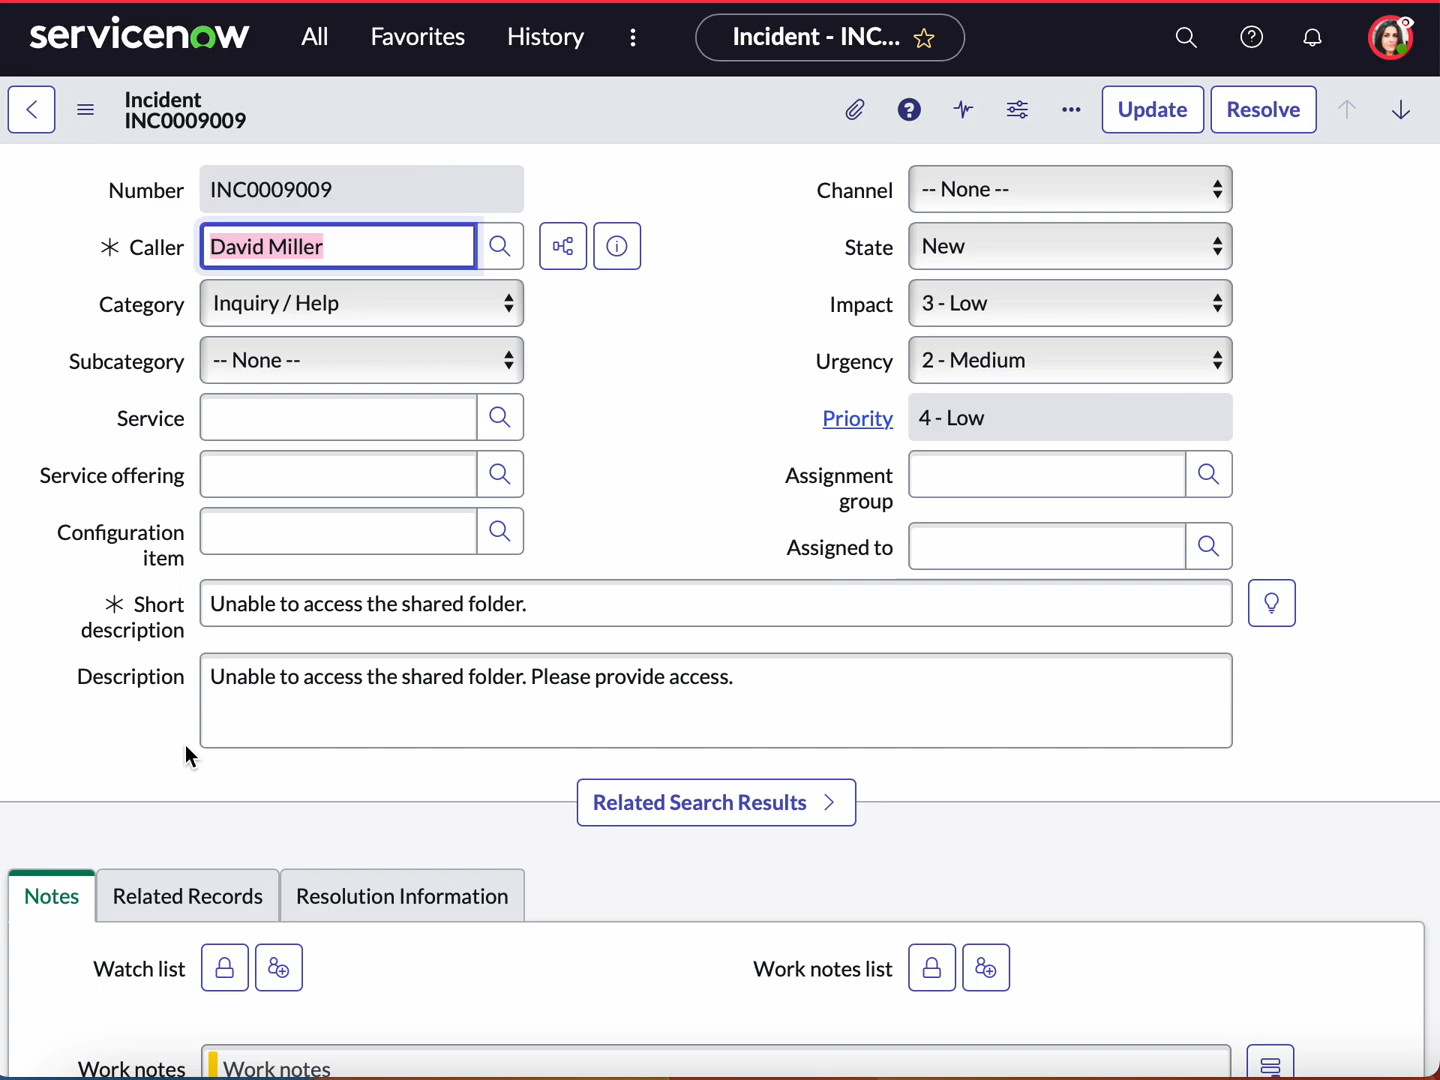 servicenow All Favorites History Incident - INC...
Incident
INC0009009
Update Resolve
Number INC0009009 Channel -- None --
* Caller David Miller State New
Category Inquiry / Help Impact 3 - Low
Subcategory -- None -- Urgency 2 - Medium
Service Priority 4 - Low
Service offering Assignment
group
Configuration
item
Assigned to
* Short
description
Unable to access the shared folder.
Description Unable to access the shared folder. Please provide access.
Related Search Results
Notes Related Records Resolution Information
Watch list Work notes list
Work notes Work notes